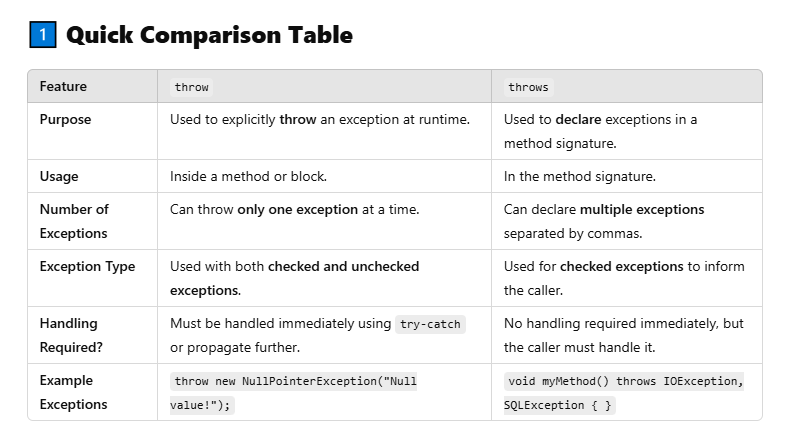 1 Quick Comparison Table
Feature throw throws
Purpose Used to explicitly throw an exception at runtime. Used to declare exceptions in a
method signature.
Usage Inside a method or block. In the method signature.
Number of Can throw only one exception at a time. Can declare multiple exceptions
Exceptions separated by commas.
Exception Type Used with both checked and unchecked Used for checked exceptions to inform
exceptions. the caller.
Handling Must be handled immediately using try-catch No handling required immediately, but
Required? or propagate further. the caller must handle it.
Example throw new NullPointerException("Null void myMethod() throws IOException,
Exceptions value!"); SQLException { }